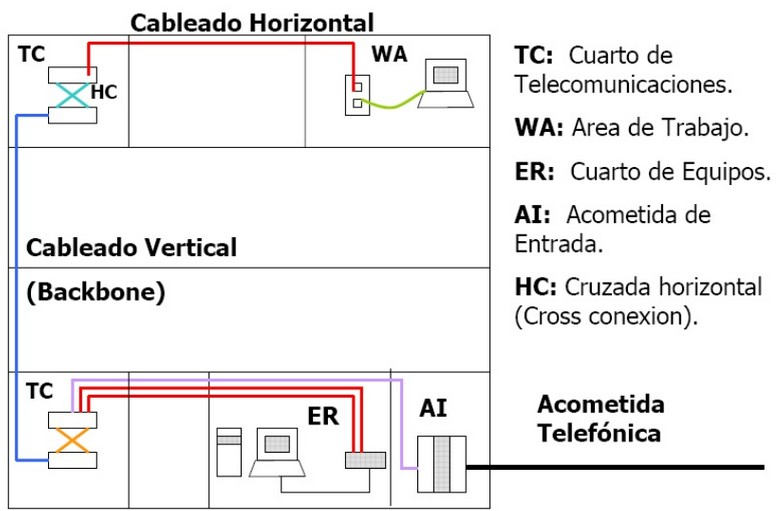 Cableado Horizontal
TC
HC
WA
Cableado Vertical
(Backbone)
TC
ER
AI
TC: Cuarto de
Telecomunicaciones.
WA: Area de Trabajo.
ER: Cuarto de Equipos.
AI: Acometida de
Entrada.
HC: Cruzada horizontal
(Cross conexion).
Acometida
Telefónica